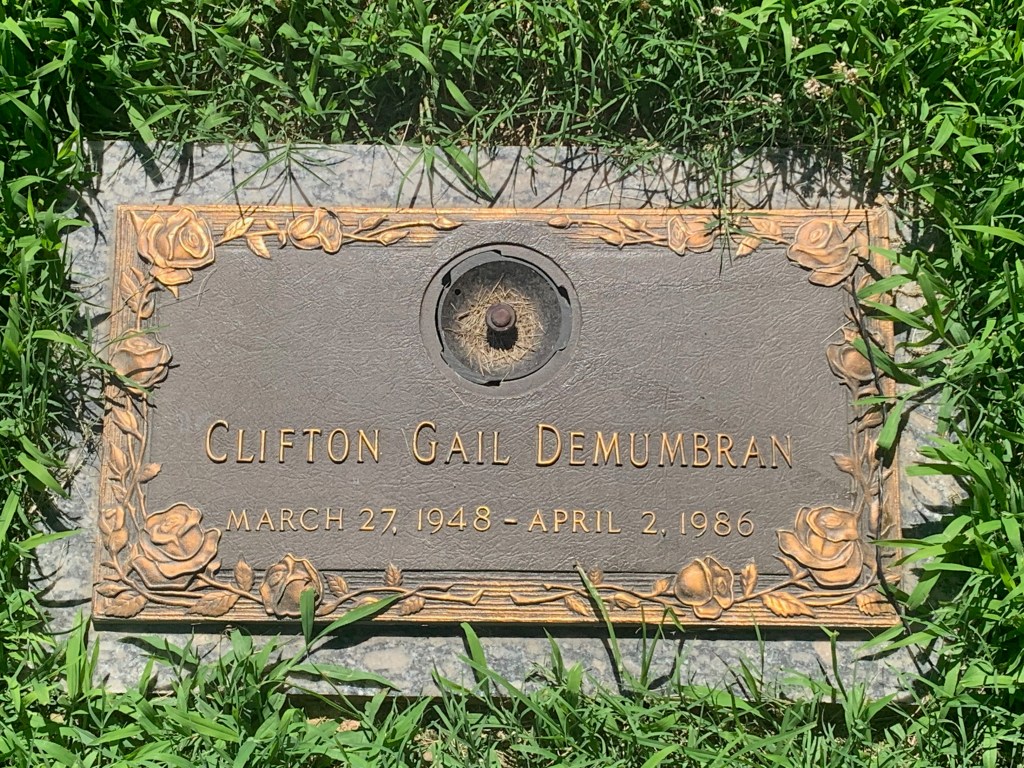 CLIFTON GAIL DEMUMBRAN
MARCH 27, 1948 - APRIL 2, 1986